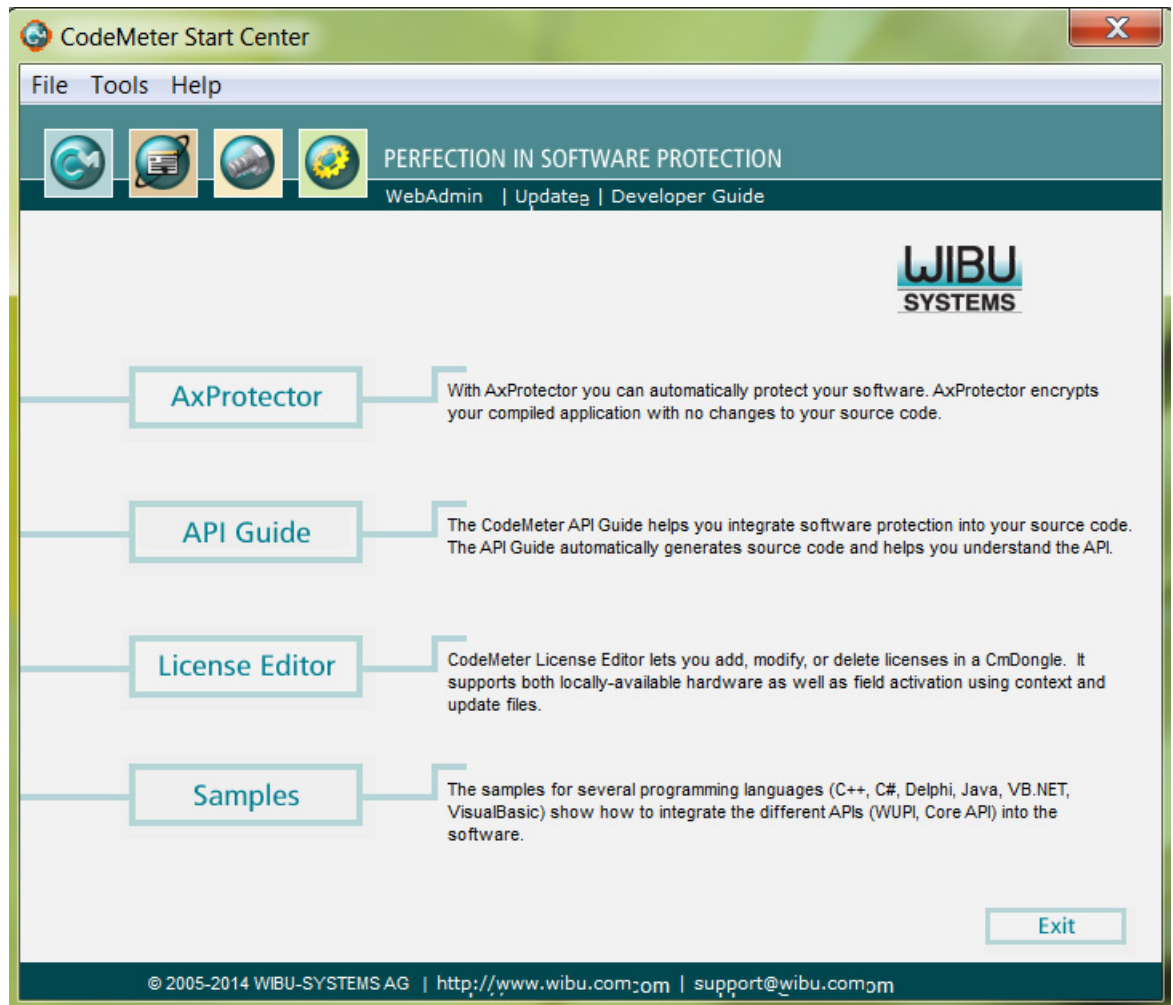 CodeMeter Start Center
X
File Tools Help
PERFECTION IN SOFTWARE PROTECTION
WebAdmin | Updates | Developer Guide
WIBU
SYSTEMS
AxProtector
With AxProtector you can automatically protect your software. AxProtector encrypts
your compiled application with no changes to your source code.
API Guide
The CodeMeter API Guide helps you integrate software protection into your source code.
The API Guide automatically generates source code and helps you understand the API.
License Editor
CodeMeter License Editor lets you add, modify, or delete licenses in a CmDongle. It
supports both locally-available hardware as well as field activation using context and
update files.
Samples
The samples for several programming languages (C++, C#, Delphi, Java, VB.NET,
VisualBasic) show how to integrate the different APIs (WUPI, Core API) into the
software.
Exit
© 2005-2014 WIBU-SYSTEMS AG | http://www.wibu.com | support@wibu.com